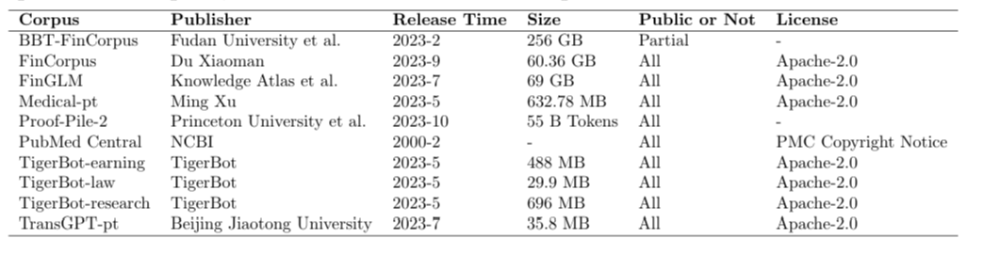 Corpus Publisher Release Time Size Public or Not License
BBT-FinCorpus Fudan University et al. 2023-2 256 GB Partial -
FinCorpus Du Xiaoman 2023-9 60.36 GB All Apache-2.0
FinGLM Knowledge Atlas et al. 2023-7 69 GB All Apache-2.0
Medical-pt Ming Xu 2023-5 632.78 MB All Apache-2.0
Proof-Pile-2 Princeton University et al. 2023-10 55 B Tokens All -
PubMed Central NCBI 2000-2 - All PMC Copyright Notice
TigerBot-earning TigerBot 2023-5 488 MB All Apache-2.0
TigerBot-law TigerBot 2023-5 29.9 MB All Apache-2.0
TigerBot-research TigerBot 2023-5 696 MB All Apache-2.0
TransGPT-pt Beijing Jiaotong University 2023-7 35.8 MB All Apache-2.0